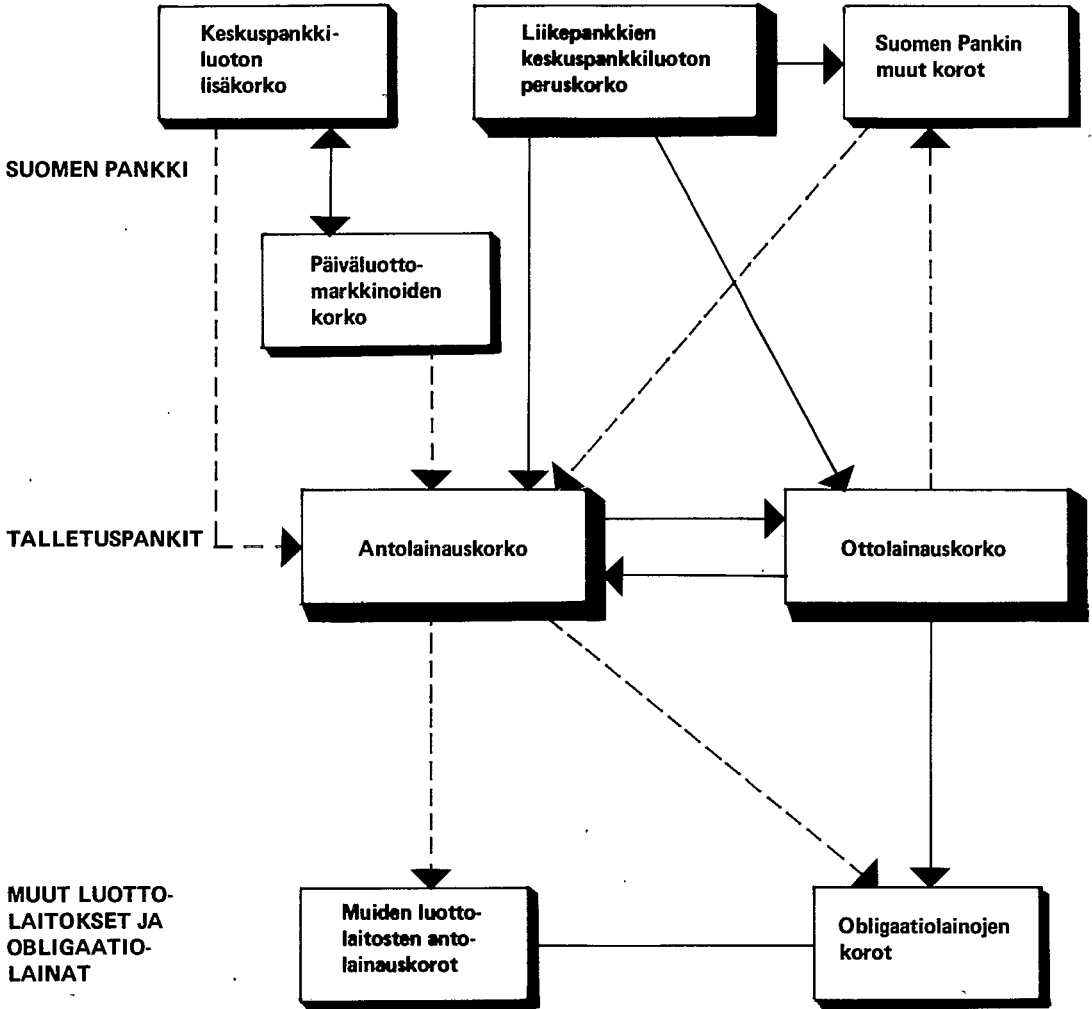 Keskuspankki-
luoton
lisäkorko
Liikepankkien
keskuspankkiluoton
peruskorko
Suomen Pankin
muut korot
SUOMEN PANKKI
Päiväluotto-
markkinoiden
korko
TALLETUSPANKIT
Antolainauskorko
Ottolainauskorko
MUUT LUOTTO-
LAITOKSET JA
OBLIGAATIO-
LAINAT
Muiden luotto-
laitosten anto-
lainauskorot
Obligaatiolainojen
korot